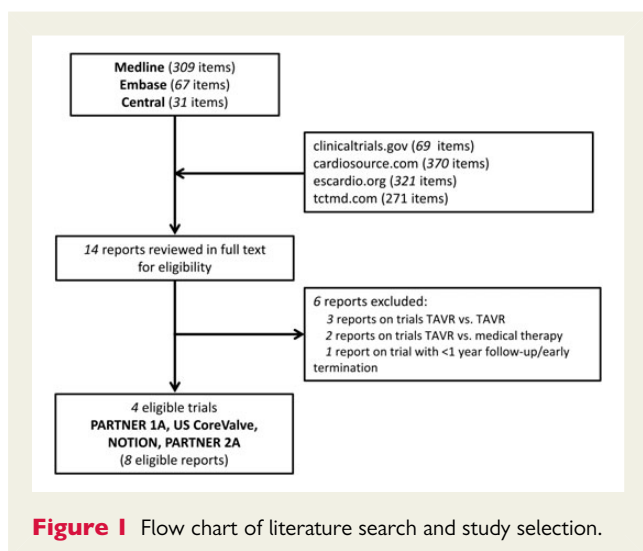 Medline (309 items)
Embase (67 items)
Central (31 items)
clinicaltrials.gov (69 items)
cardiosource.com (370 items)
escardio.org (321 items)
tctmd.com (271 items)
14 reports reviewed in full text
for eligibility
6 reports excluded:
3 reports on trials TAVR vs. TAVR
2 reports on trials TAVR vs. medical therapy
1 report on trial with <1 year follow-up/early
termination
4 eligible trials
PARTNER 1A, US CoreValve,
NOTION, PARTNER 2A
(8 eligible reports)
Figure 1 Flow chart of literature search and study selection.